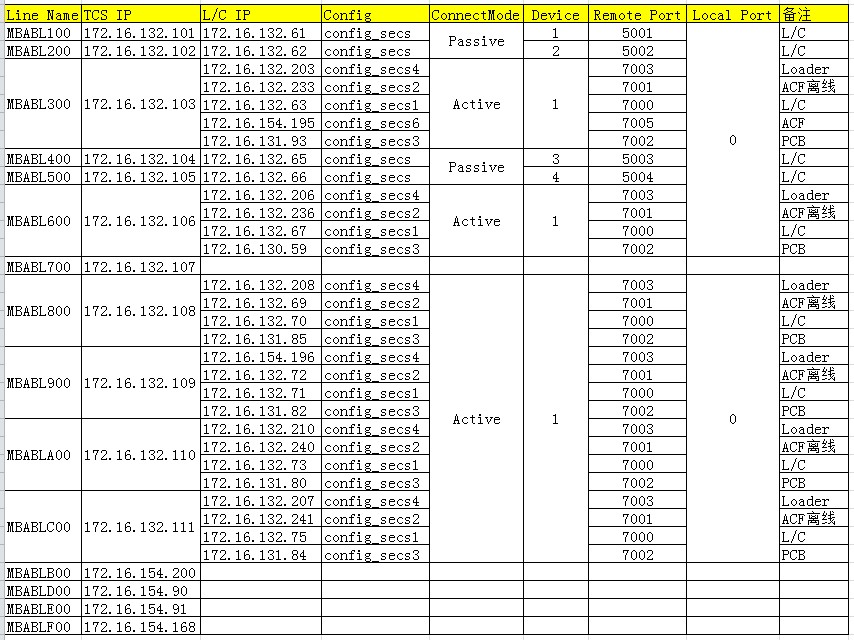 Line Name TCS IP L/C IP Config ConnectMode Device Remote Port Local Port 备注
MBABL100 172.16.132.101 172.16.132.61 config_secs Passive 1 5001 0 L/C
MBABL200 172.16.132.102 172.16.132.62 config_secs 2 5002 L/C
MBABL300 172.16.132.103 172.16.132.203 config_secs4 Active 1 7003 Loader
172.16.132.233 config_secs2 7001 ACF离线
172.16.132.63 config_secs1 7000 L/C
172.16.154.195 config_secs6 7005 ACF
172.16.131.93 config_secs3 7002 PCB
MBABL400 172.16.132.104 172.16.132.65 config_secs Passive 3 5003 L/C
MBABL500 172.16.132.105 172.16.132.66 config_secs 4 5004 L/C
MBABL600 172.16.132.106 172.16.132.206 config_secs4 Active 1 7003 Loader
172.16.132.236 config_secs2 7001 ACF离线
172.16.132.67 config_secs1 7000 L/C
172.16.130.59 config_secs3 7002 PCB
MBABL700 172.16.132.107
MBABL800 172.16.132.108 172.16.132.208 config_secs4 Active 1 7003 0 Loader
172.16.132.69 config_secs2 7001 ACF离线
172.16.132.70 config_secs1 7000 L/C
172.16.131.85 config_secs3 7002 PCB
MBABL900 172.16.132.109 172.16.154.196 config_secs4 7003 Loader
172.16.132.72 config_secs2 7001 ACF离线
172.16.132.71 config_secs1 7000 L/C
172.16.131.82 config_secs3 7002 PCB
MBABLA00 172.16.132.110 172.16.132.210 config_secs4 7003 Loader
172.16.132.240 config_secs2 7001 ACF离线
172.16.132.73 config_secs1 7000 L/C
172.16.131.80 config_secs3 7002 PCB
MBABLC00 172.16.132.111 172.16.132.207 config_secs4 7003 Loader
172.16.132.241 config_secs2 7001 ACF离线
172.16.132.75 config_secs1 7000 L/C
172.16.131.84 config_secs3 7002 PCB
MBABLB00 172.16.154.200
MBABLD00 172.16.154.90
MBABLE00 172.16.154.91
MBABLF00 172.16.154.168